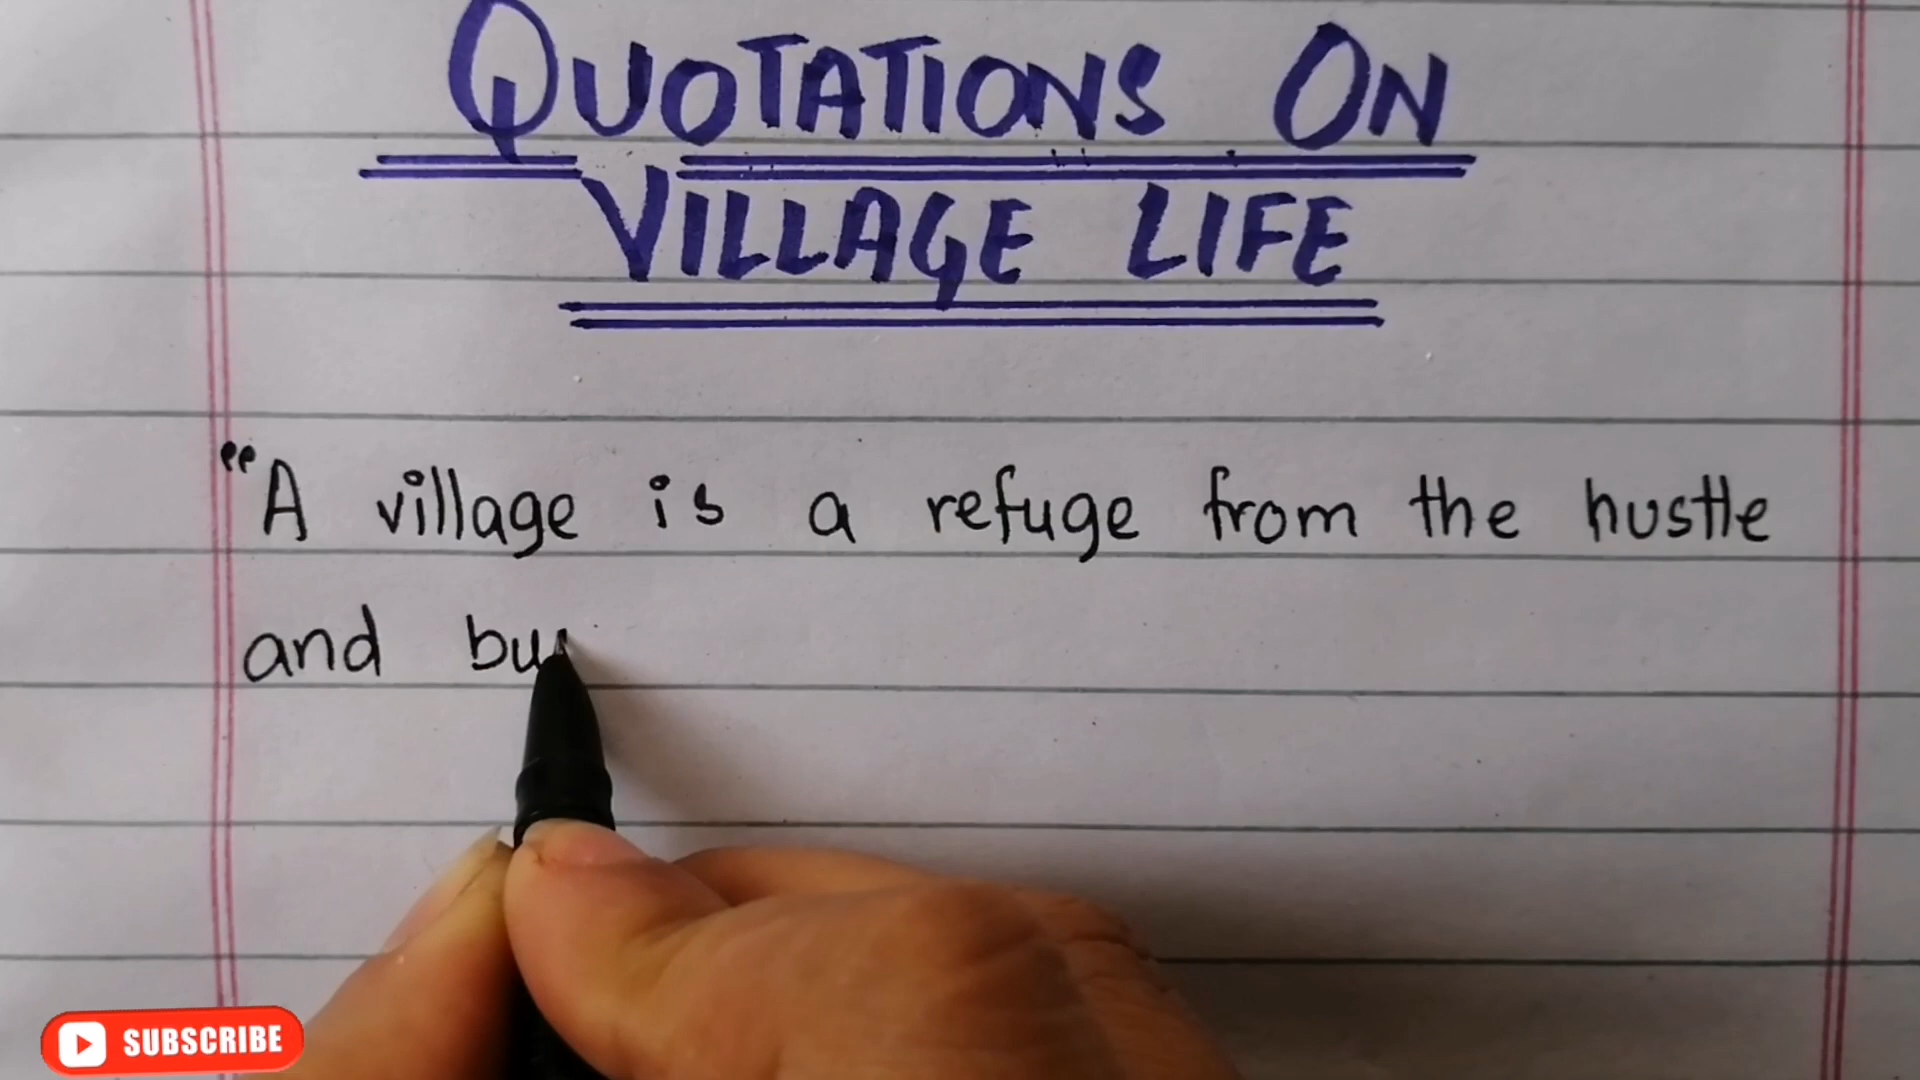 QUOTATIONS ON
VILLAGE LIFE
"A village is a refuge from the hustle
and
SUBSCRIBE